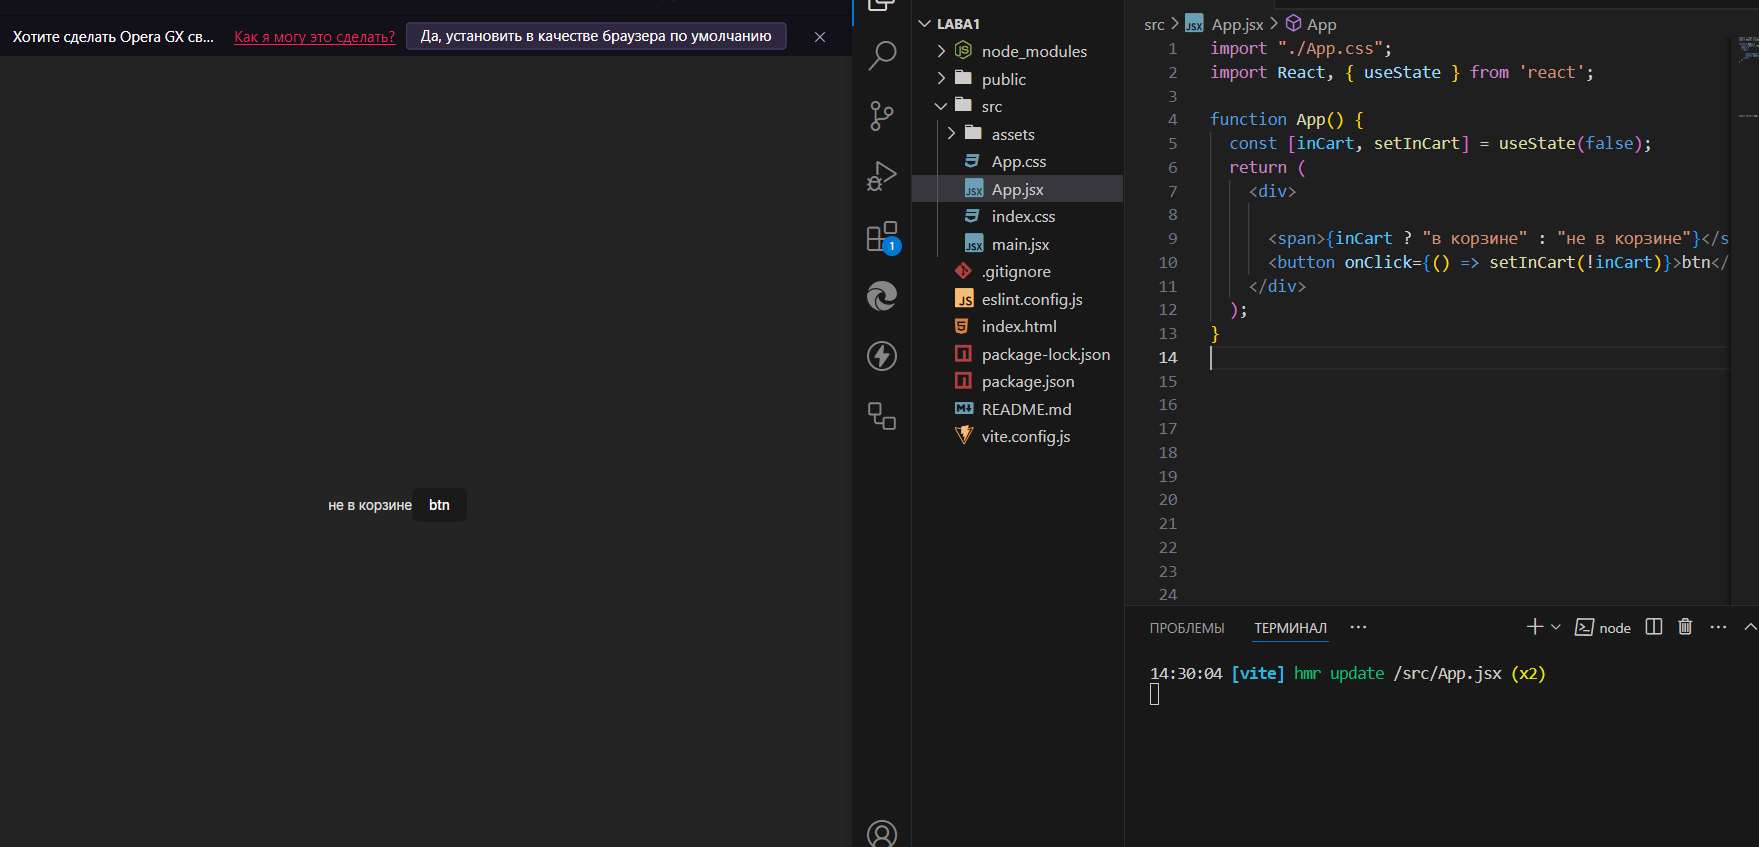 Хотите сделать Opera GX св... Как я могу это сделать? Да, установить в качестве браузера по умолчанию
не в корзине btn
1
LABA1
node_modules
public
src
assets
App.css
App.jsx
index.css
main.jsx
.gitignore
eslint.config.js
index.html
package-lock.json
package.json
README.md
vite.config.js
src > App.jsx > App
1 import "./App.css";
2 import React, { useState } from 'react';
3
4 function App() {
5 const [inCart, setInCart] = useState(false);
6 return (
7 <div>
8
9 <span>{inCart ? "в корзине" : "не в корзине"}</s
10 <button onClick={() => setInCart(!inCart)}>btn</
11 </div>
12 );
13 }
14
15
16
17
18
19
20
21
22
23
24
ПРОБЛЕМЫ ТЕРМИНАЛ ... node ...
14:30:04 [vite] hmr update /src/App.jsx (x2)